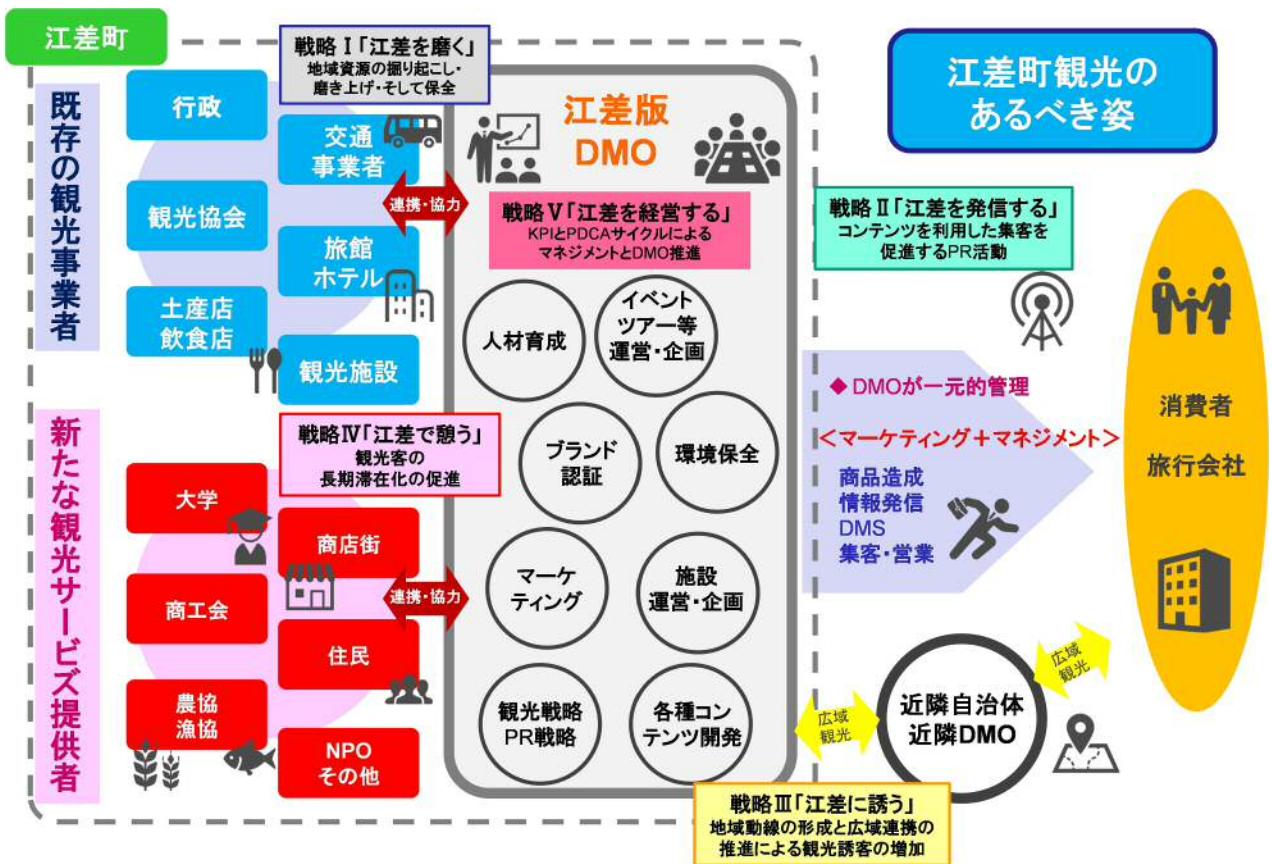 江差町
戦略Ⅰ「江差を磨く」
地域資源の掘り起こし・
磨き上げ・そして保全
江差町観光の
あるべき姿
既存の観光事業者
行政
交通
事業者
観光協会
旅館
ホテル
土産店
飲食店
観光施設
連携・協力
江差版
DMO
戦略Ⅴ「江差を経営する」
KPIとPDCAサイクルによる
マネジメントとDMO推進
人材育成
イベント
ツアー等
運営・企画
ブランド
認証
環境保全
マーケ
ティング
施設
運営・企画
観光戦略
PR戦略
各種コン
テンツ開発
戦略Ⅱ「江差を発信する」
コンテンツを利用した集客を
促進するPR活動
◆DMOが一元的管理
<マーケティング+マネジメント>
商品造成
情報発信
DMS
集客・営業
消費者
旅行会社
戦略Ⅳ「江差で憩う」
観光客の
長期滞在化の促進
新たな観光サービズ提供者
大学
商店街
商工会
住民
農協
漁協
NPO
その他
連携・協力
広域
観光
近隣自治体
近隣DMO
広域
観光
戦略Ⅲ「江差に誘う」
地域動線の形成と広域連携の
推進による観光誘客の増加